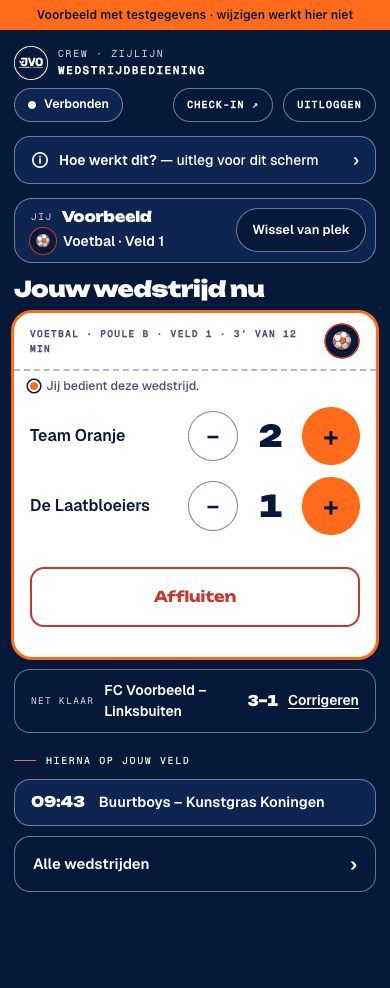 Voorbeeld met testgegevens · wijzigen werkt hier niet
JVO
CREW · ZIJLIJN
WEDSTRIJDBEDIENING
Verbonden
CHECK-IN ↗
UITLOGGEN
Hoe werkt dit? — uitleg voor dit scherm ›
JIJ Voorbeeld
Voetbal · Veld 1
Wissel van plek
Jouw wedstrijd nu
VOETBAL · POULE B · VELD 1 · 3’ VAN 12
MIN
Jij bedient deze wedstrijd.
Team Oranje – 2 +
De Laatbloeiers – 1 +
Affluiten
NET KLAAR
FC Voorbeeld –
Linksbuiten
3–1 Corrigeren
HIERNA OP JOUW VELD
09:43 Buurtboys – Kunstgras Koningen
Alle wedstrijden ›